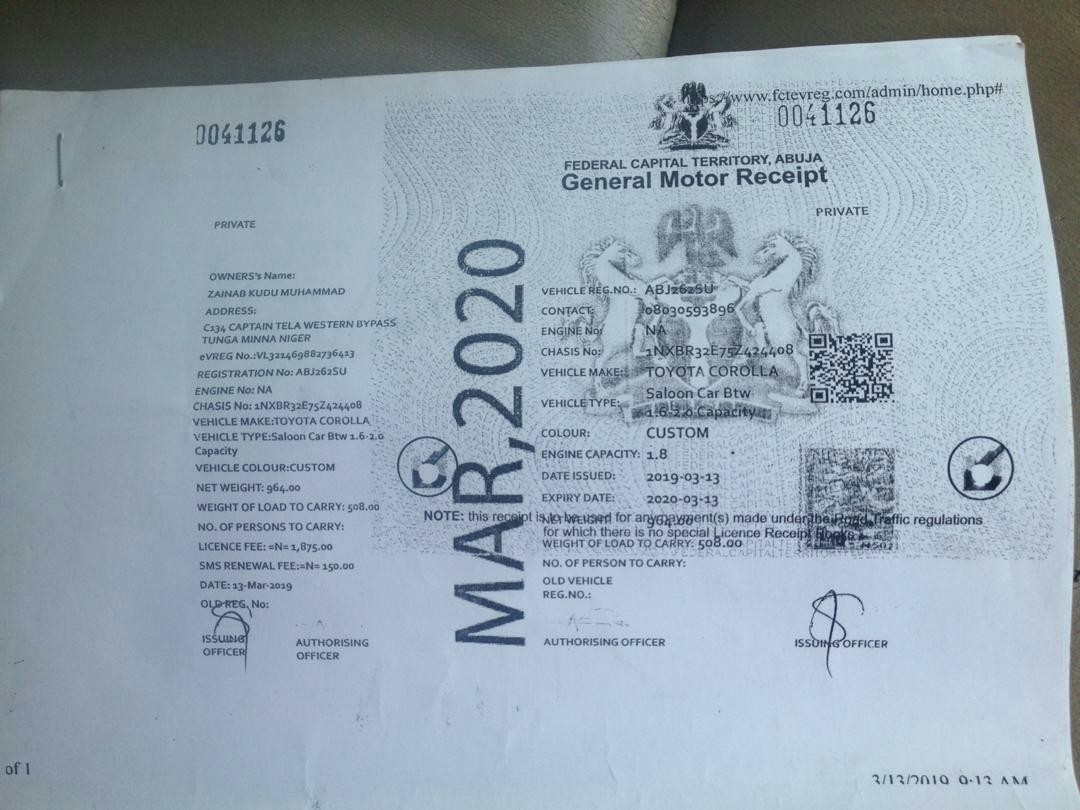 https://www.fctevreg.com/admin/home.php#
0041126
0041126
FEDERAL CAPITAL TERRITORY, ABUJA
General Motor Receipt
PRIVATE
OWNERS's Name:
ZAINAB KUDU MUHAMMAD
ADDRESS:
C134 CAPTAIN TELA WESTERN BYPASS
TUNGA MINNA NIGER
eVREG No.:VL321469882736413
REGISTRATION No: ABJ262SU
ENGINE No: NA
CHASIS No: 1NXBR32E75Z424408
VEHICLE MAKE:TOYOTA COROLLA
VEHICLE TYPE:Saloon Car Btw 1.6-2.0
Capacity
VEHICLE COLOUR:CUSTOM
NET WEIGHT: 964.00
WEIGHT OF LOAD TO CARRY: 508.00
NO. OF PERSONS TO CARRY:
LICENCE FEE: =N= 1,875.00
SMS RENEWAL FEE:=N= 150.00
DATE: 13-Mar-2019
OLD REG. No:
ISSUING
OFFICER
AUTHORISING
OFFICER
MAR,2020
PRIVATE
VEHICLE REG.NO.: ABJ262SU
CONTACT: 08030593896
ENGINE No: NA
CHASIS No: 1NXBR32E75Z424408
VEHICLE MAKE: TOYOTA COROLLA
VEHICLE TYPE: Saloon Car Btw
1.6-2.0 Capacity
COLOUR: CUSTOM
ENGINE CAPACITY: 1.8
DATE ISSUED: 2019-03-13
EXPIRY DATE: 2020-03-13
NOTE: this receipt is to be used for any payment(s) made under the Road Traffic regulations
for which there is no special Licence Receipt Books
NET WEIGHT: 964.00
WEIGHT OF LOAD TO CARRY: 508.00
NO. OF PERSON TO CARRY:
OLD VEHICLE
REG.NO.:
AUTHORISING OFFICER
ISSUING OFFICER
of 1
3/13/2019 9:13 AM